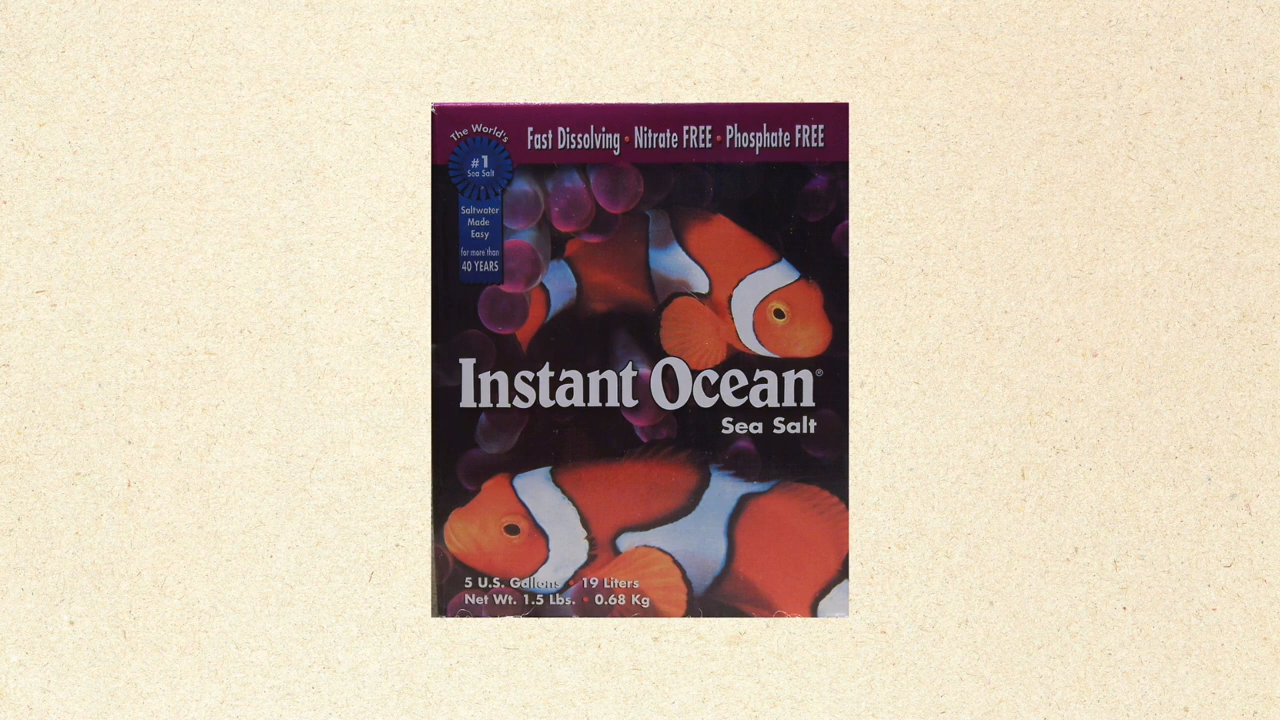 The World's
#1
Sea Salt
Saltwater
Made
Easy
for more than
40 YEARS
Fast Dissolving • Nitrate FREE • Phosphate FREE
Instant Ocean®
Sea Salt
5 U.S. Gallons • 19 Liters
Net Wt. 1.5 Lbs. • 0.68 Kg